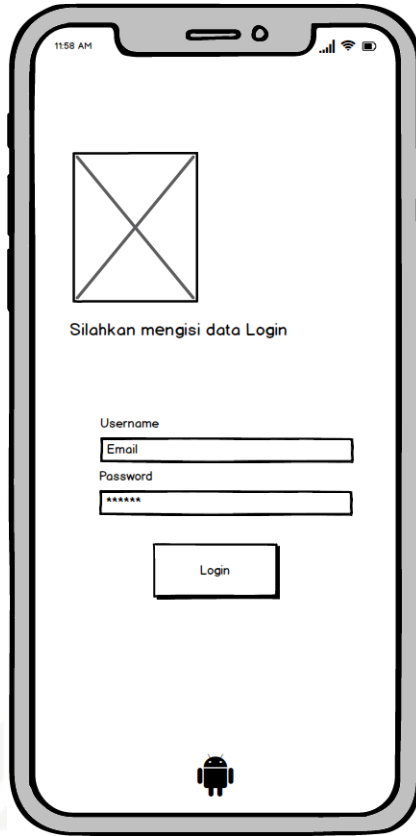 11:58 AM
Silahkan mengisi data Login
Username
Email
Password
******
Login